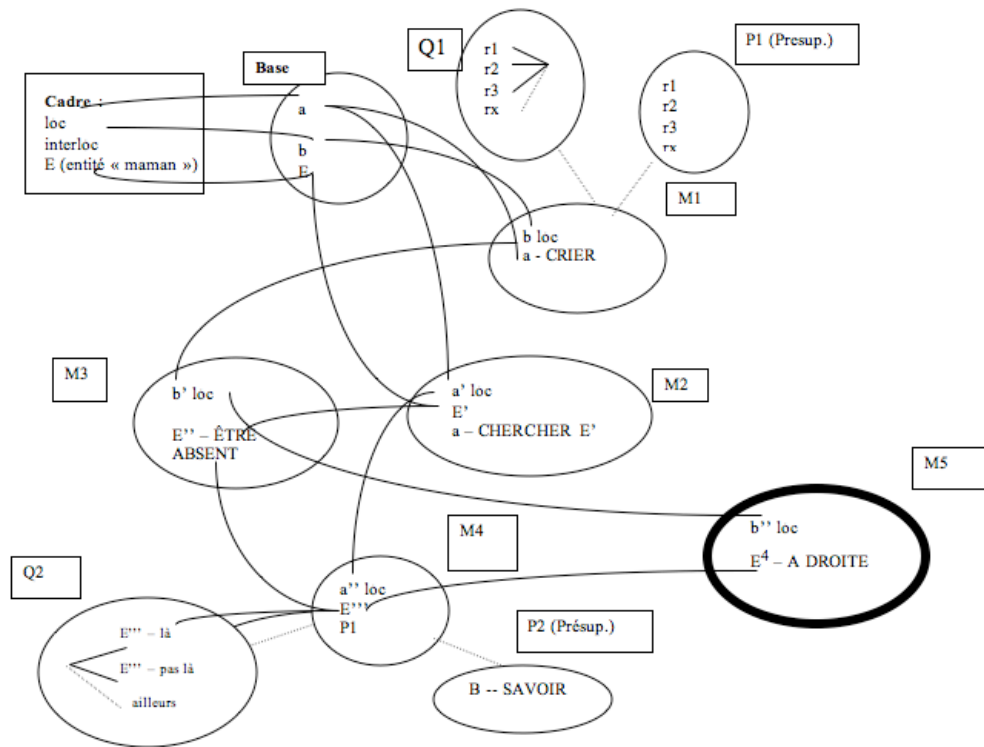 Q1
P1 (Presup.)
r1
r2
r3
rx
r1
r2
r3
rx
Base
Cadre :
loc
interloc
E (entité « maman »)
a
b
E
M1
b loc
a - CRIER
M3
M2
b’ loc
E’’ – ÊTRE
ABSENT
a’ loc
E’
a – CHERCHER E’
M5
b’’ loc
E⁴ – A DROITE
M4
Q2
a’’ loc
E’’’
P1
P2 (Présup.)
E’’’ – là
E’’’ – pas là
ailleurs
B -- SAVOIR